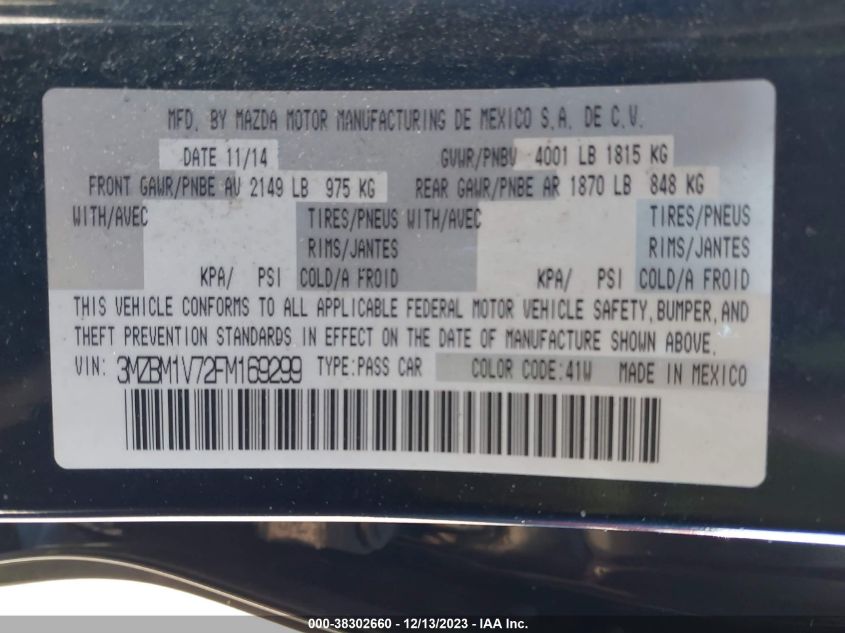 MFD. BY MAZDA MOTOR MANUFACTURING DE MEXICO S.A. DE C.V.
DATE 11/14 GVWR/PNBV 4001 LB 1815 KG
FRONT GAWR/PNBE AV 2149 LB 975 KG REAR GAWR/PNBE AR 1870 LB 848 KG
WITH/AVEC TIRES/PNEUS WITH/AVEC TIRES/PNEUS
RIMS/JANTES RIMS/JANTES
KPA/ PSI COLD/A FROID KPA/ PSI COLD/A FROID
THIS VEHICLE CONFORMS TO ALL APPLICABLE FEDERAL MOTOR VEHICLE SAFETY, BUMPER, AND
THEFT PREVENTION STANDARDS IN EFFECT ON THE DATE OF MANUFACTURE SHOWN ABOVE.
VIN: 3MZBM1V72FM169299 TYPE:PASS CAR COLOR CODE:41W MADE IN MEXICO
000-38302660 - 12/13/2023 - IAA Inc.